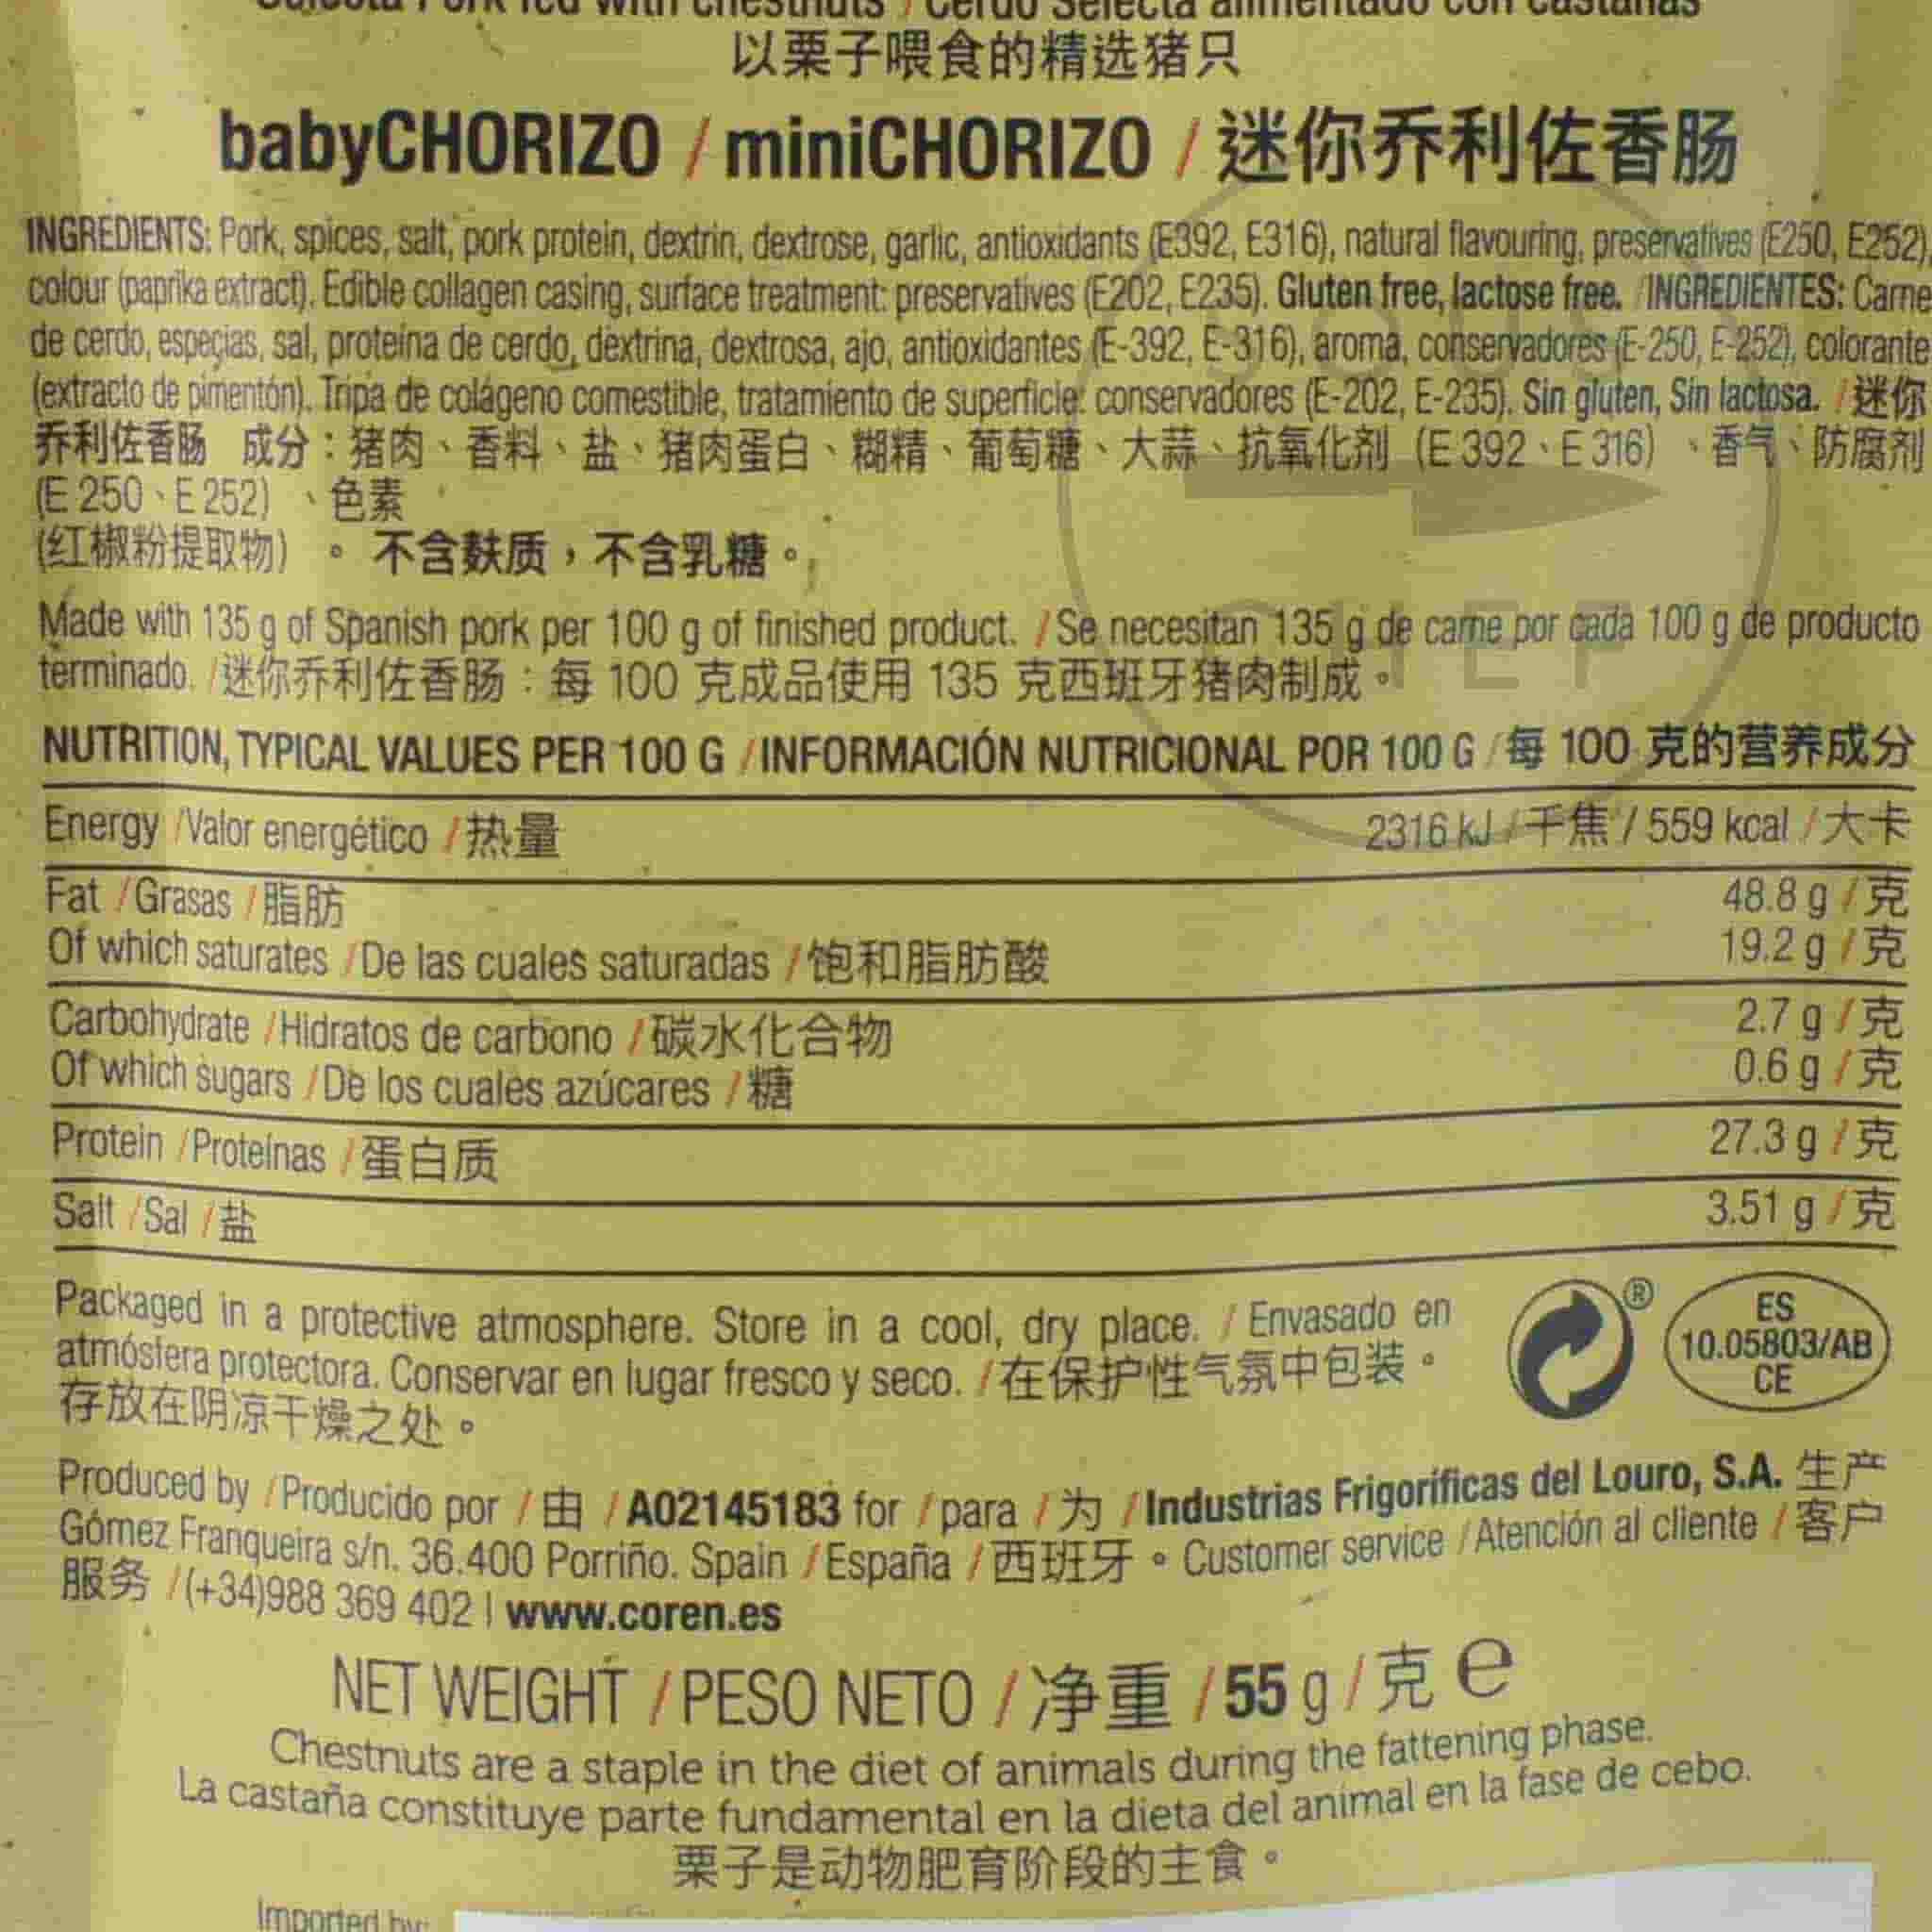 Selecta Pork fed with chestnuts / Cerdo Selecta alimentado con castañas
以栗子喂食的精选猪只
babyCHORIZO / miniCHORIZO / 迷你乔利佐香肠
INGREDIENTS: Pork, spices, salt, pork protein, dextrin, dextrose, garlic, antioxidants (E392, E316), natural flavouring, preservatives (E250, E252),
colour (paprika extract). Edible collagen casing, surface treatment: preservatives (E202, E235). Gluten free, lactose free. / INGREDIENTES: Carne
de cerdo, especias, sal, proteína de cerdo, dextrina, dextrosa, ajo, antioxidantes (E-392, E-316), aroma, conservadores (E-250, E-252), colorante
(extracto de pimentón). Tripa de colágeno comestible, tratamiento de superficie: conservadores (E-202, E-235). Sin gluten, Sin lactosa. / 迷你
乔利佐香肠 成分：猪肉、香料、盐、猪肉蛋白、糊精、葡萄糖、大蒜、抗氧化剂 (E 392、E 316) 、香气、防腐剂
(E 250、E 252) 、色素
(红椒粉提取物) 。 不含麸质，不含乳糖。
Made with 135 g of Spanish pork per 100 g of finished product. / Se necesitan 135 g de carne por cada 100 g de producto
terminado. / 迷你乔利佐香肠：每 100 克成品使用 135 克西班牙猪肉制成。
SOUS
CHEF
NUTRITION, TYPICAL VALUES PER 100 G / INFORMACIÓN NUTRICIONAL POR 100 G / 每 100 克的营养成分
Energy / Valor energético / 热量 2316 kJ / 千焦 / 559 kcal / 大卡
Fat / Grasas / 脂肪 48.8 g / 克
Of which saturates / De las cuales saturadas / 饱和脂肪酸 19.2 g / 克
Carbohydrate / Hidratos de carbono / 碳水化合物 2.7 g / 克
Of which sugars / De los cuales azúcares / 糖 0.6 g / 克
Protein / Proteínas / 蛋白质 27.3 g / 克
Salt / Sal / 盐 3.51 g / 克
Packaged in a protective atmosphere. Store in a cool, dry place. / Envasado en
atmósfera protectora. Conservar en lugar fresco y seco. / 在保护性气氛中包装。
存放在阴凉干燥之处。
®
ES
10.05803/AB
CE
Produced by / Producido por / 由 / A02145183 for / para / 为 / Industrias Frigoríficas del Louro, S.A. 生产
Gómez Franqueira s/n. 36.400 Porriño. Spain / España / 西班牙。Customer service / Atención al cliente / 客户
服务 / (+34)988 369 402 | www.coren.es
NET WEIGHT / PESO NETO / 净重 / 55 g / 克 e
Chestnuts are a staple in the diet of animals during the fattening phase.
La castaña constituye parte fundamental en la dieta del animal en la fase de cebo.
栗子是动物肥育阶段的主食。
Imported by: